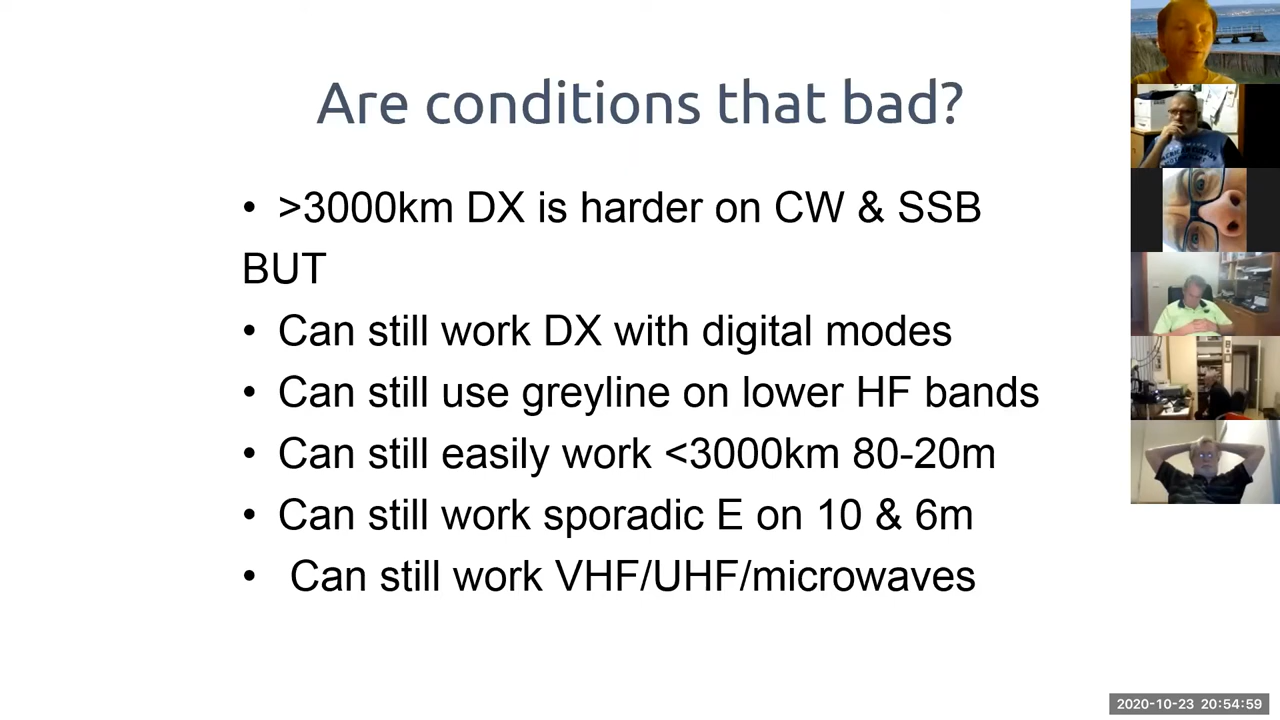 Are conditions that bad?
• >3000km DX is harder on CW & SSB
BUT
• Can still work DX with digital modes
• Can still use greyline on lower HF bands
• Can still easily work <3000km 80-20m
• Can still work sporadic E on 10 & 6m
• Can still work VHF/UHF/microwaves
2020-10-23 20:54:59